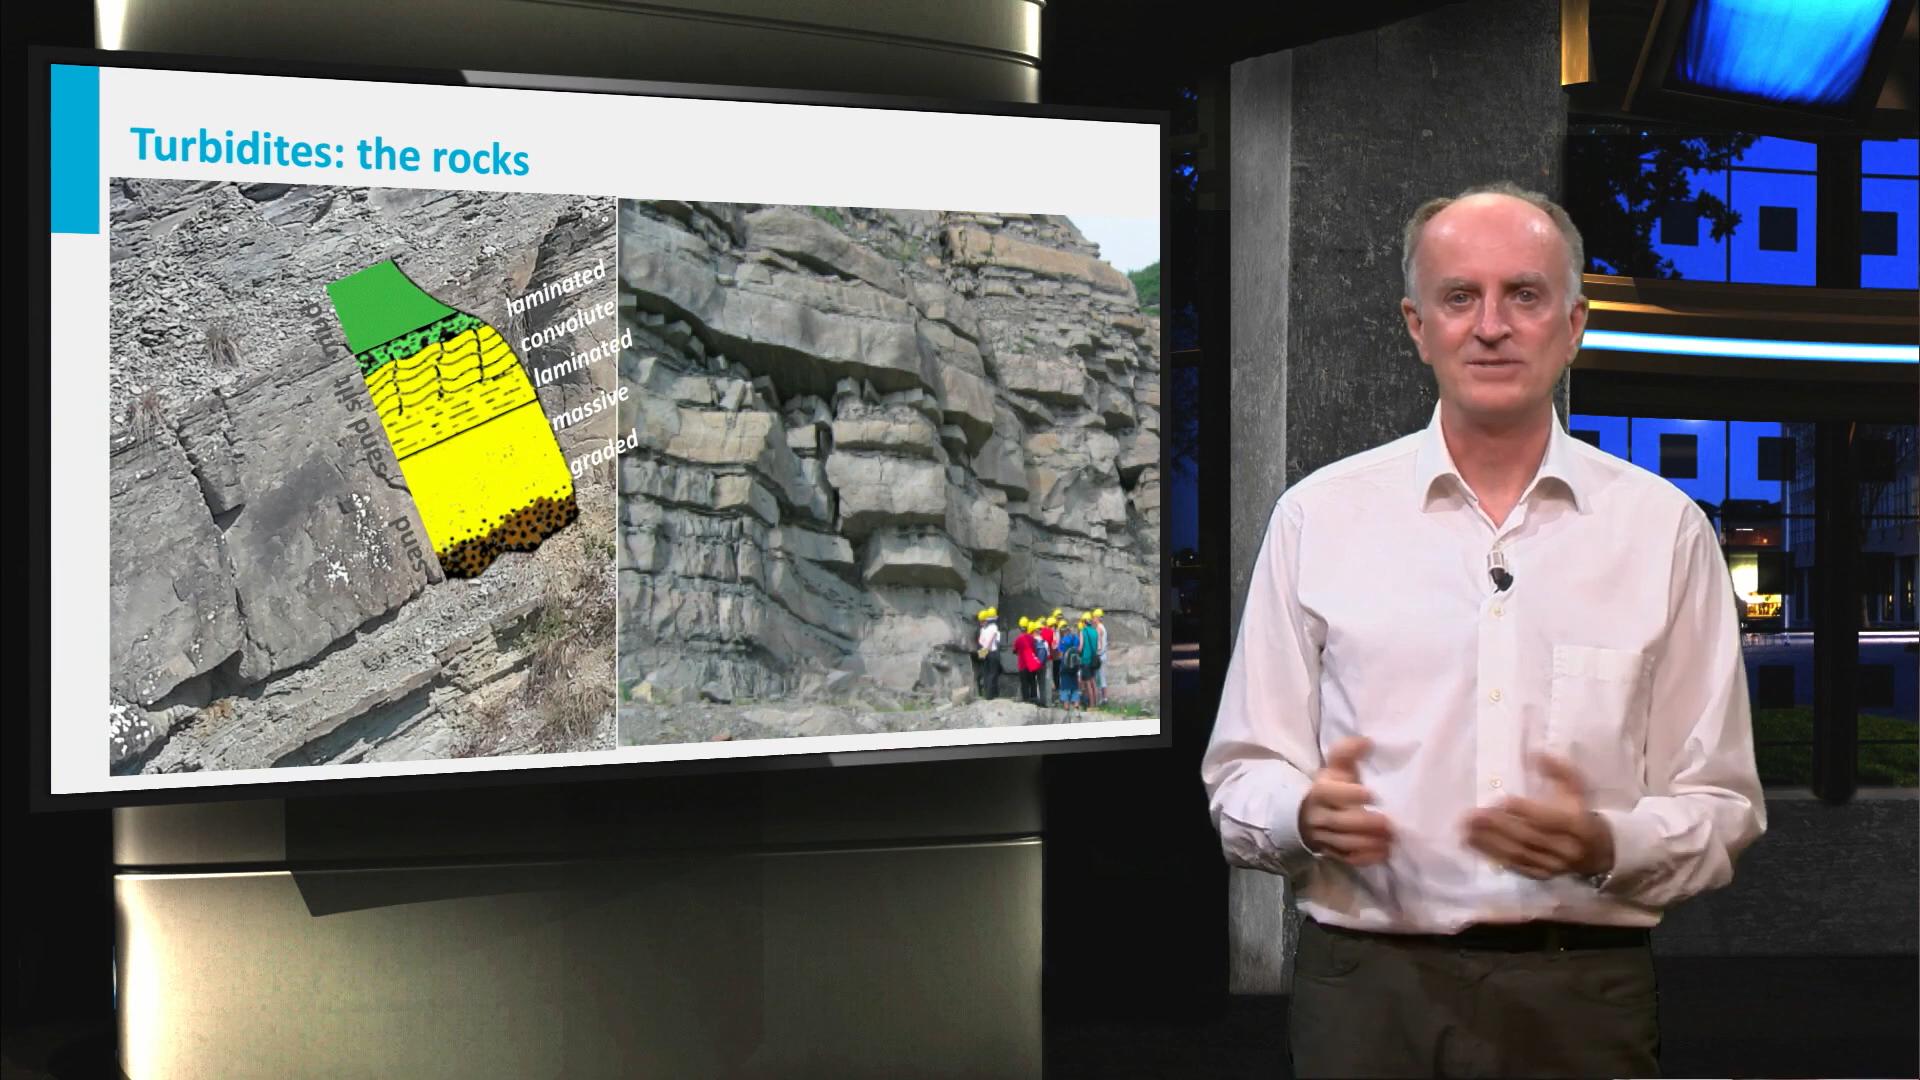 Turbidites: the rocks
laminated
convolute
laminated
massive
graded
mud
silt
sand
sand